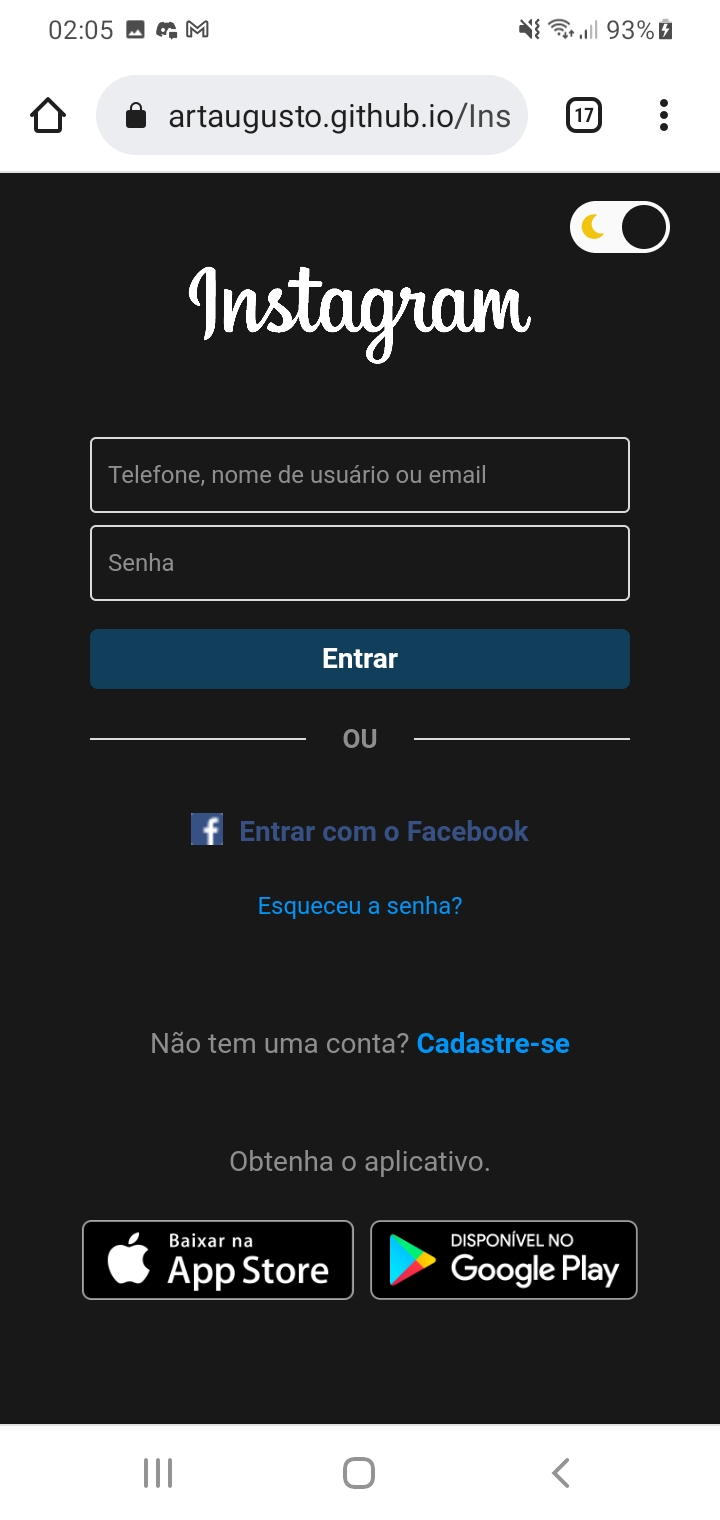 02:05
93%
artaugusto.github.io/Ins
17
Instagram
Telefone, nome de usuário ou email
Senha
Entrar
OU
f Entrar com o Facebook
Esqueceu a senha?
Não tem uma conta? Cadastre-se
Obtenha o aplicativo.
Baixar na
App Store
DISPONÍVEL NO
Google Play